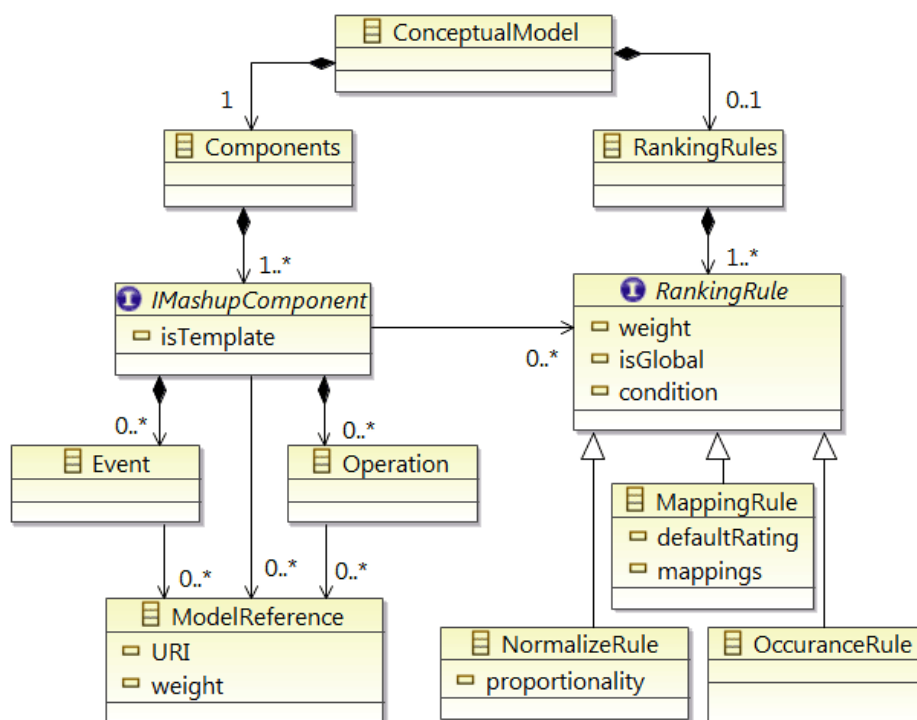 ConceptualModel
1
0..1
Components
RankingRules
1..*
1..*
I IMashupComponent
isTemplate
I RankingRule
weight
isGlobal
condition
0..*
0..*
0..*
Event
Operation
MappingRule
defaultRating
mappings
0..*
0..*
0..*
ModelReference
URI
weight
NormalizeRule
proportionality
OccuranceRule